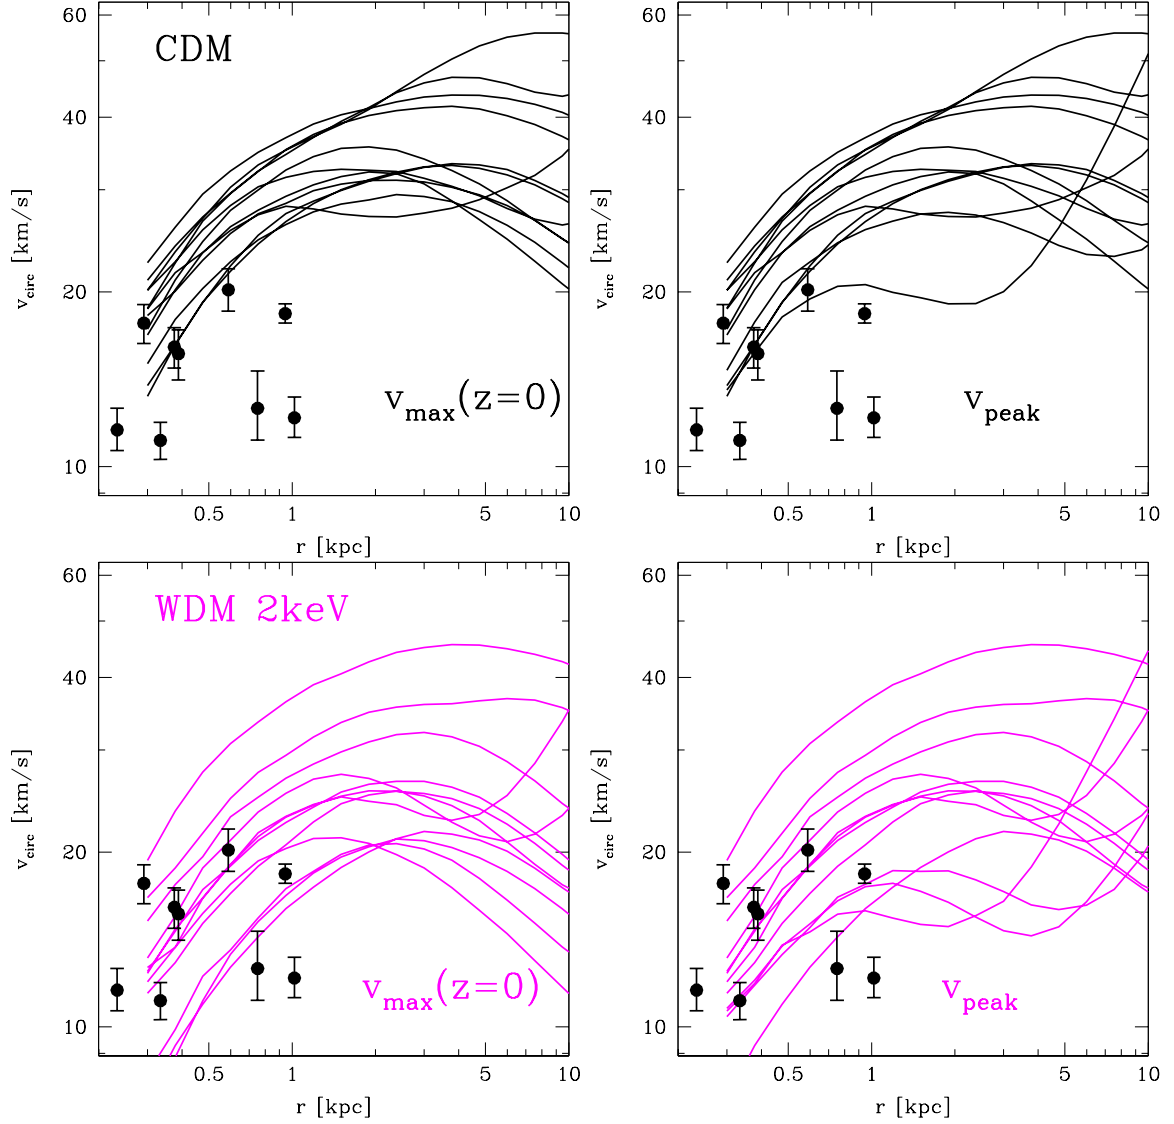 60
40
20
10
v_circ [km/s]
CDM
v_max(z=0)
0.5 1 5 10
r [kpc]
60
40
20
10
v_circ [km/s]
v_peak
0.5 1 5 10
r [kpc]
60
40
20
10
v_circ [km/s]
WDM 2keV
v_max(z=0)
0.5 1 5 10
r [kpc]
60
40
20
10
v_circ [km/s]
v_peak
0.5 1 5 10
r [kpc]